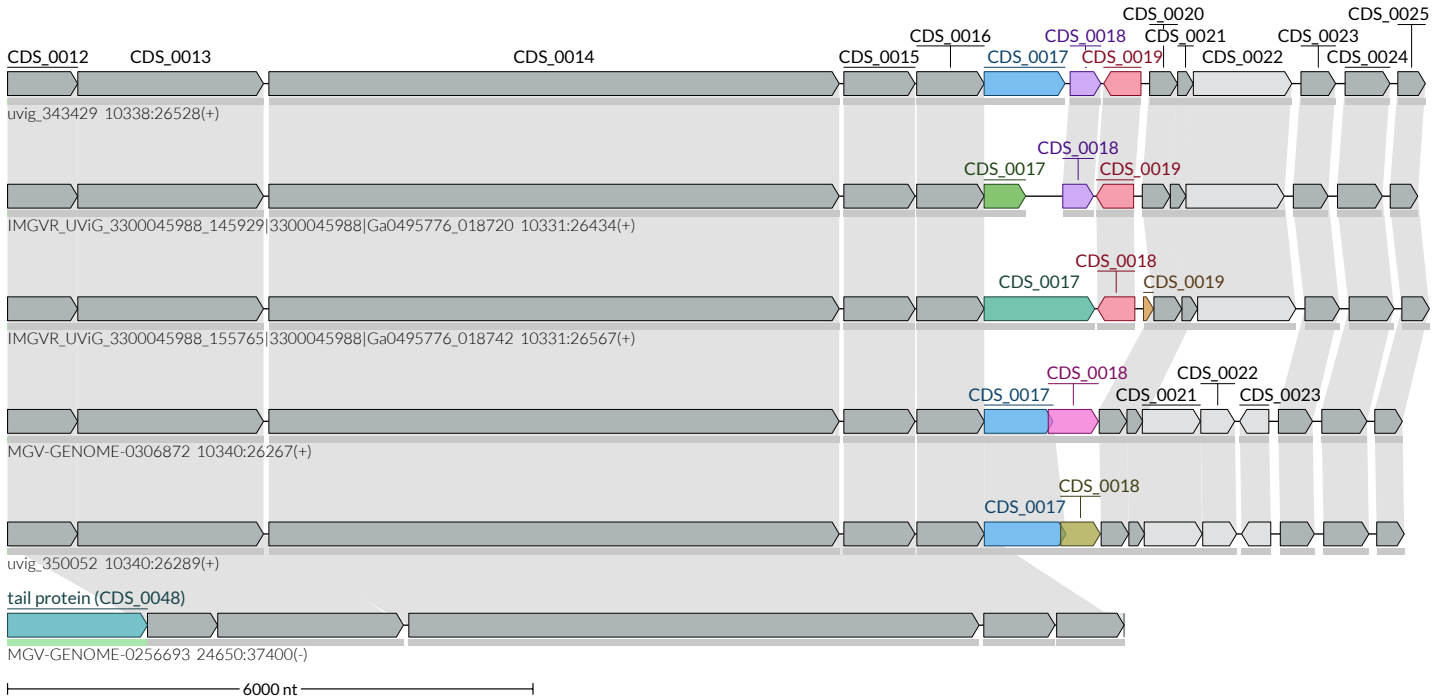 CDS_0020 CDS_0025
CDS_0016 CDS_0018 CDS_0021 CDS_0023
CDS_0012 CDS_0013 CDS_0014 CDS_0015 CDS_0017 CDS_0019 CDS_0022 CDS_0024
uvig_343429 10338:26528(+)
CDS_0018
CDS_0017 CDS_0019
IMGVR_UViG_3300045988_145929|3300045988|Ga0495776_018720 10331:26434(+)
CDS_0018
CDS_0017 CDS_0019
IMGVR_UViG_3300045988_155765|3300045988|Ga0495776_018742 10331:26567(+)
CDS_0018 CDS_0022
CDS_0017 CDS_0021 CDS_0023
MGV-GENOME-0306872 10340:26267(+)
CDS_0018
CDS_0017
uvig_350052 10340:26289(+)
tail protein (CDS_0048)
MGV-GENOME-0256693 24650:37400(-)
6000 nt